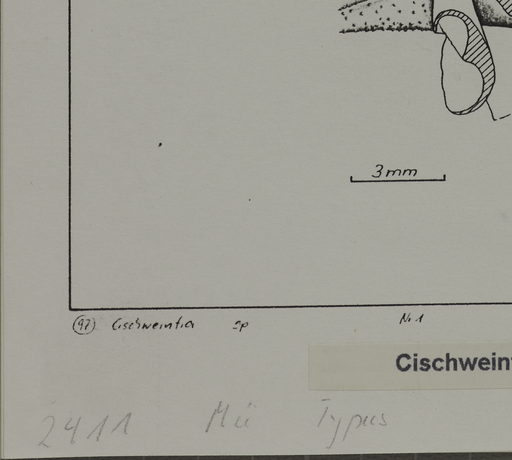 3mm
(97) Cischweinfia sp Nr 1
Cischwein
2411 Mü Typus